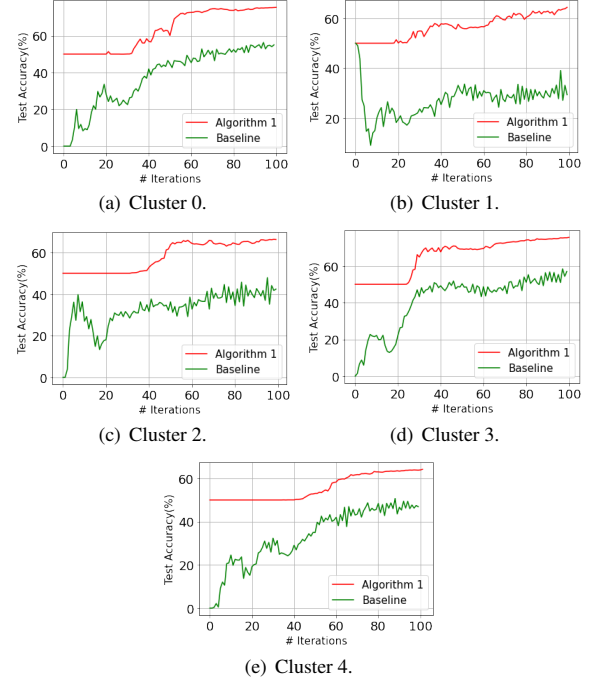 Test Accuracy(%)
60
40
20
0
0 20 40 60 80 100
# Iterations
Algorithm 1
Baseline
(a) Cluster 0.
Test Accuracy(%)
60
40
20
0 20 40 60 80 100
# Iterations
Algorithm 1
Baseline
(b) Cluster 1.
Test Accuracy(%)
60
40
20
0
0 20 40 60 80 100
# Iterations
Algorithm 1
Baseline
(c) Cluster 2.
Test Accuracy(%)
60
40
20
0
0 20 40 60 80 100
# Iterations
Algorithm 1
Baseline
(d) Cluster 3.
Test Accuracy(%)
60
40
20
0
0 20 40 60 80 100
# Iterations
Algorithm 1
Baseline
(e) Cluster 4.